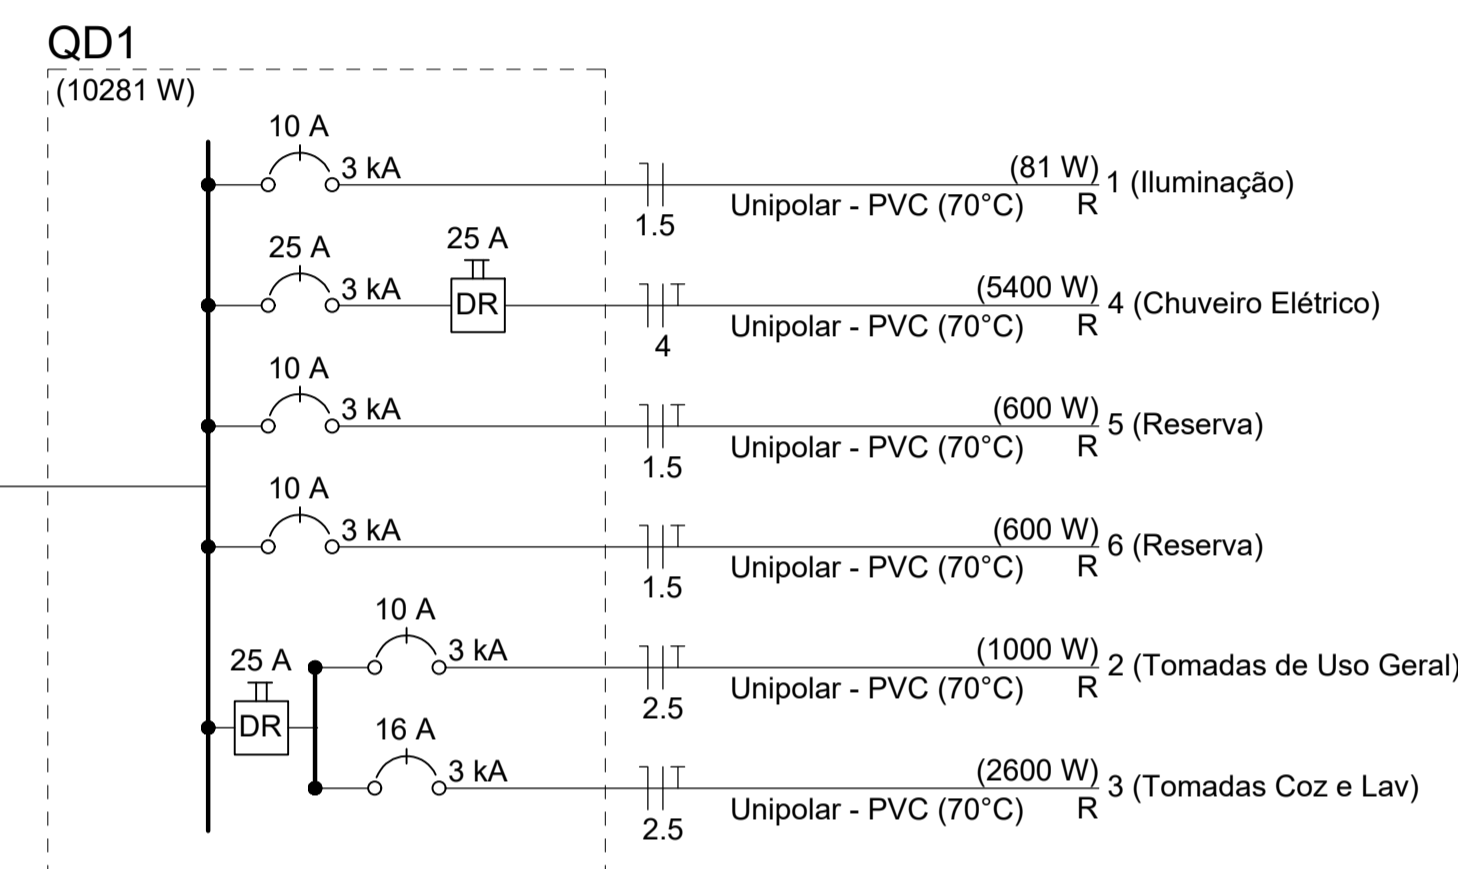 QD1
(10281 W)
10 A
3 kA
1.5
Unipolar - PVC (70°C)
(81 W)
R
1 (Iluminação)
25 A
3 kA
25 A
DR
4
Unipolar - PVC (70°C)
(5400 W)
R
4 (Chuveiro Elétrico)
10 A
3 kA
1.5
Unipolar - PVC (70°C)
(600 W)
R
5 (Reserva)
10 A
3 kA
1.5
Unipolar - PVC (70°C)
(600 W)
R
6 (Reserva)
25 A
DR
10 A
3 kA
2.5
Unipolar - PVC (70°C)
(1000 W)
R
2 (Tomadas de Uso Geral)
16 A
3 kA
2.5
Unipolar - PVC (70°C)
(2600 W)
R
3 (Tomadas Coz e Lav)